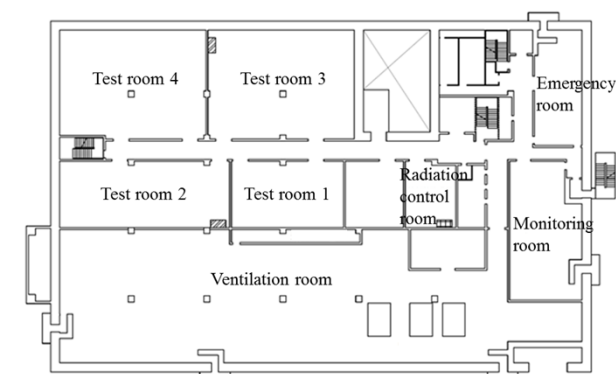 Test room 4
Test room 3
Emergency
room
Test room 2
Test room 1
Radiation
control
room
Monitoring
room
Ventilation room